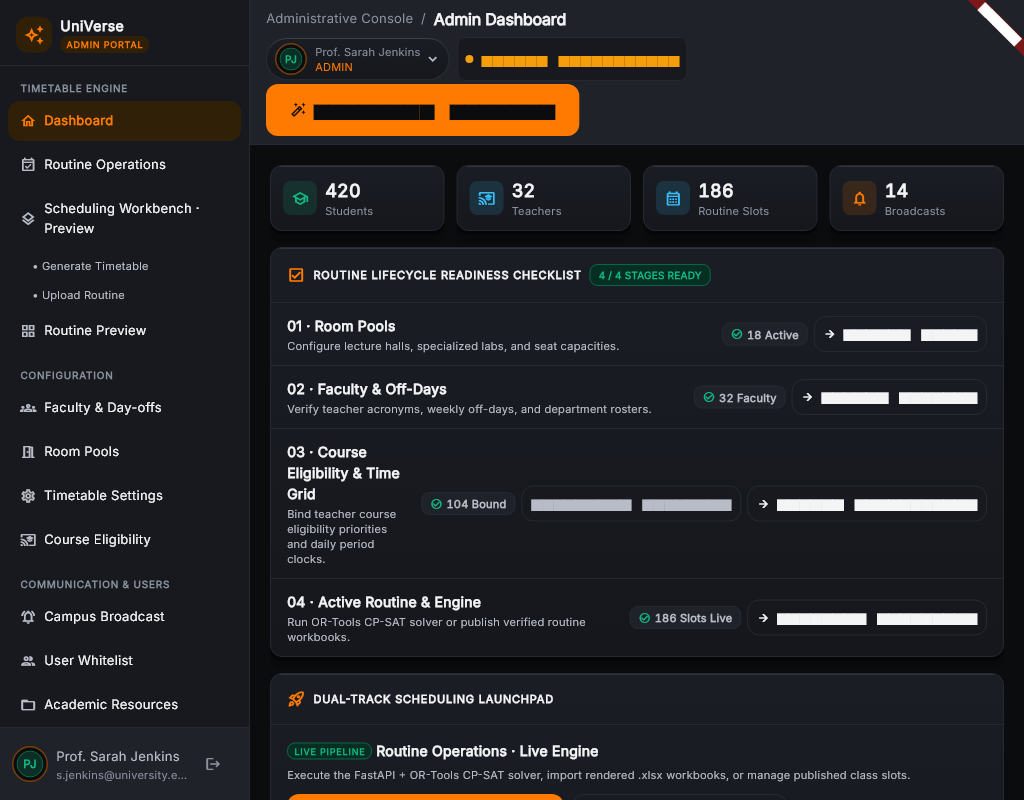 UniVerse
ADMIN PORTAL
TIMETABLE ENGINE
Dashboard
Routine Operations
Scheduling Workbench ·
Preview
• Generate Timetable
• Upload Routine
Routine Preview
CONFIGURATION
Faculty & Day-offs
Room Pools
Timetable Settings
Course Eligibility
COMMUNICATION & USERS
Campus Broadcast
User Whitelist
Academic Resources
PJ
Prof. Sarah Jenkins
s.jenkins@university.e...
Administrative Console / Admin Dashboard
PJ
Prof. Sarah Jenkins
ADMIN
420
Students
32
Teachers
186
Routine Slots
14
Broadcasts
ROUTINE LIFECYCLE READINESS CHECKLIST
4 / 4 STAGES READY
01 · Room Pools
Configure lecture halls, specialized labs, and seat capacities.
18 Active
02 · Faculty & Off-Days
Verify teacher acronyms, weekly off-days, and department rosters.
32 Faculty
03 · Course
Eligibility & Time
Grid
Bind teacher course
eligibility priorities
and daily period
clocks.
104 Bound
04 · Active Routine & Engine
Run OR-Tools CP-SAT solver or publish verified routine
workbooks.
186 Slots Live
DUAL-TRACK SCHEDULING LAUNCHPAD
LIVE PIPELINE
Routine Operations · Live Engine
Execute the FastAPI + OR-Tools CP-SAT solver, import rendered .xlsx workbooks, or manage published class slots.